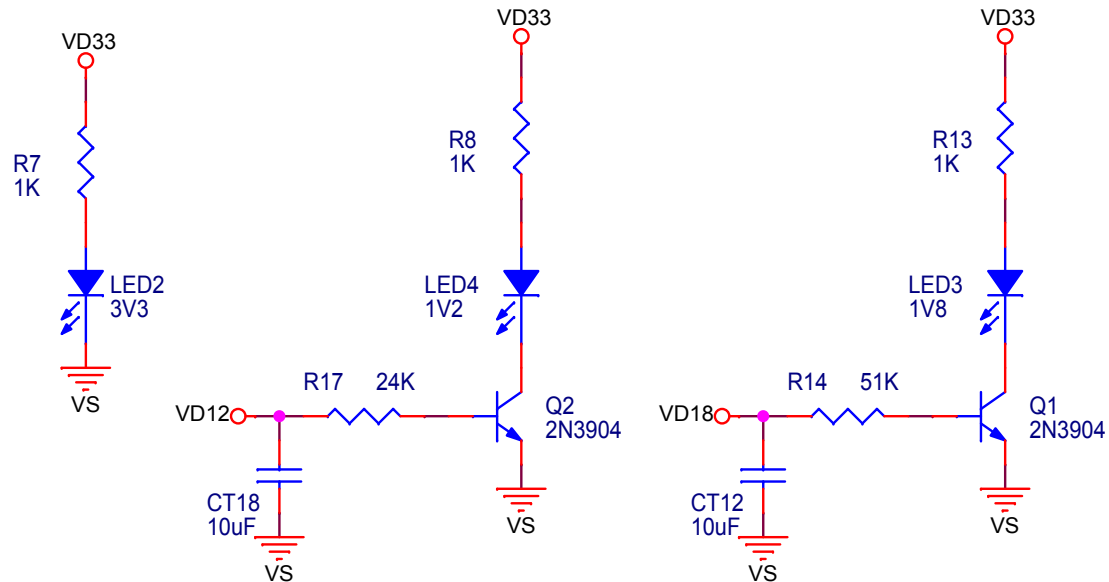 VD33
R7
1K
LED2
3V3
VS
VD33
R8
1K
LED4
1V2
R17 24K
VD12
Q2
2N3904
CT18
10uF
VS
VS
VD33
R13
1K
LED3
1V8
R14 51K
VD18
Q1
2N3904
CT12
10uF
VS
VS